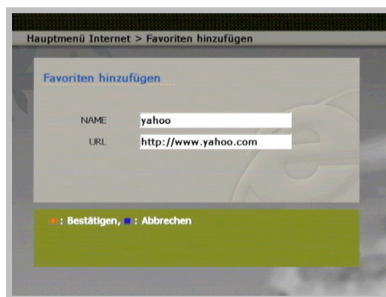 Hauptmenü Internet > Favoriten hinzufügen
Favoriten hinzufügen
NAME yahoo
URL http://www.yahoo.com
: Bestätigen, : Abbrechen